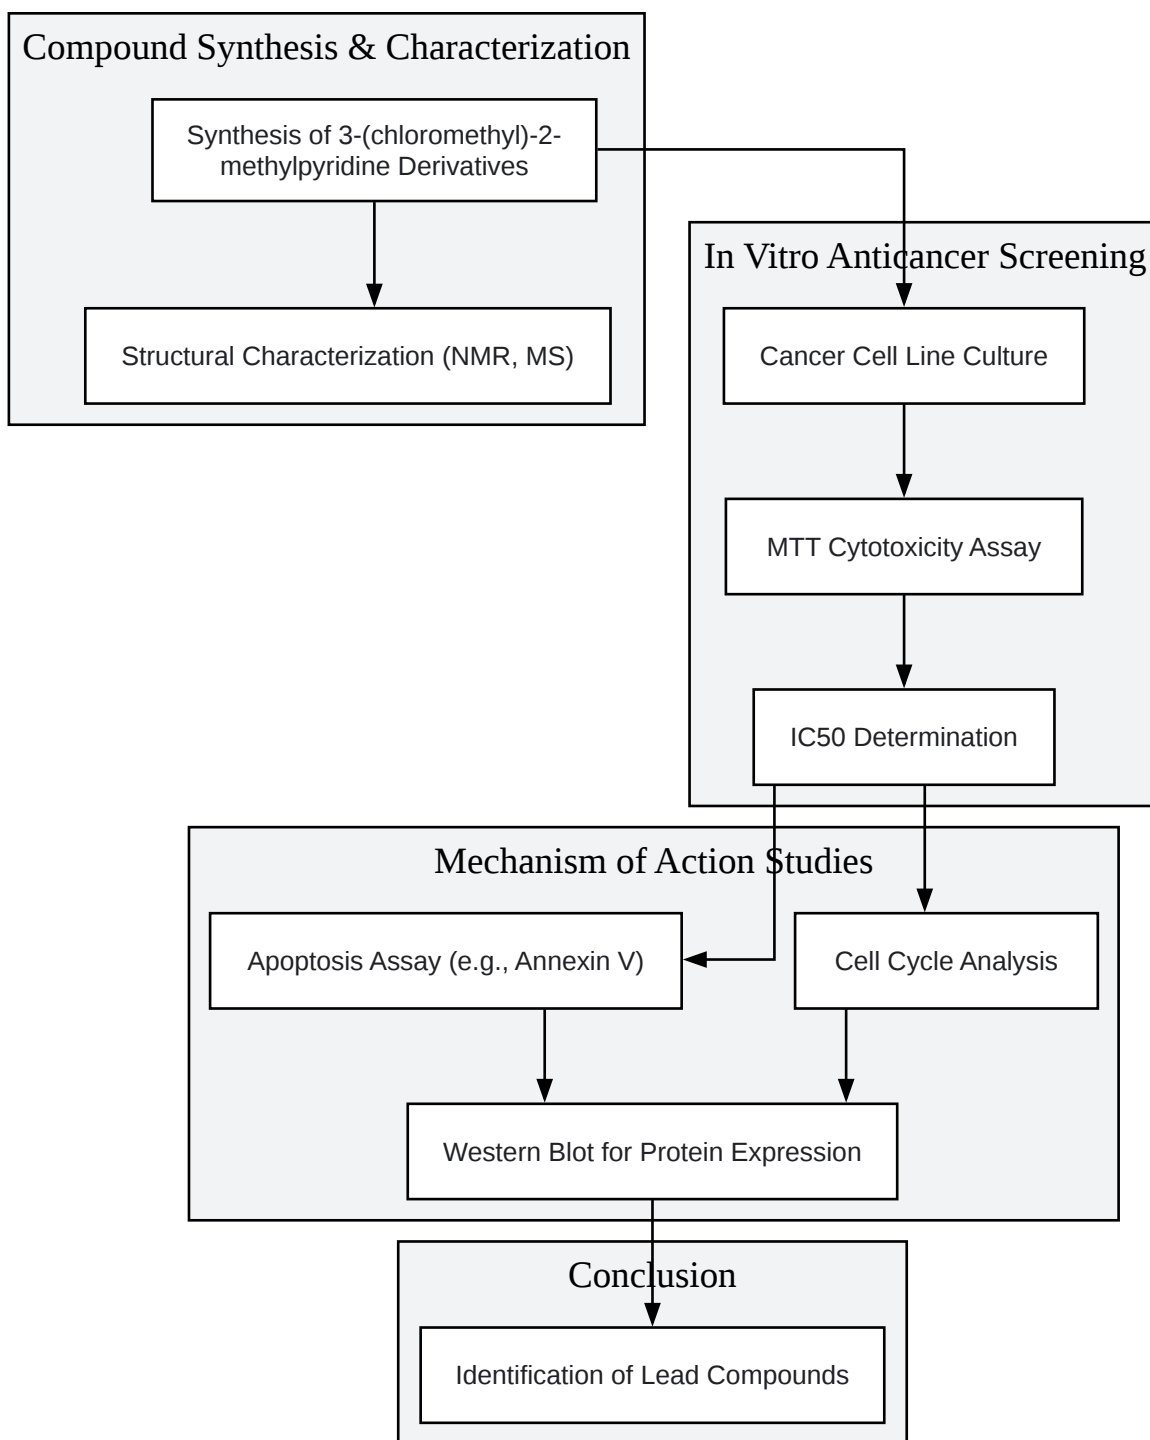 Compound Synthesis & Characterization
Synthesis of 3-(chloromethyl)-2-
methylpyridine Derivatives
Structural Characterization (NMR, MS)
In Vitro Anticancer Screening
Cancer Cell Line Culture
MTT Cytotoxicity Assay
IC50 Determination
Mechanism of Action Studies
Apoptosis Assay (e.g., Annexin V)
Cell Cycle Analysis
Western Blot for Protein Expression
Conclusion
Identification of Lead Compounds